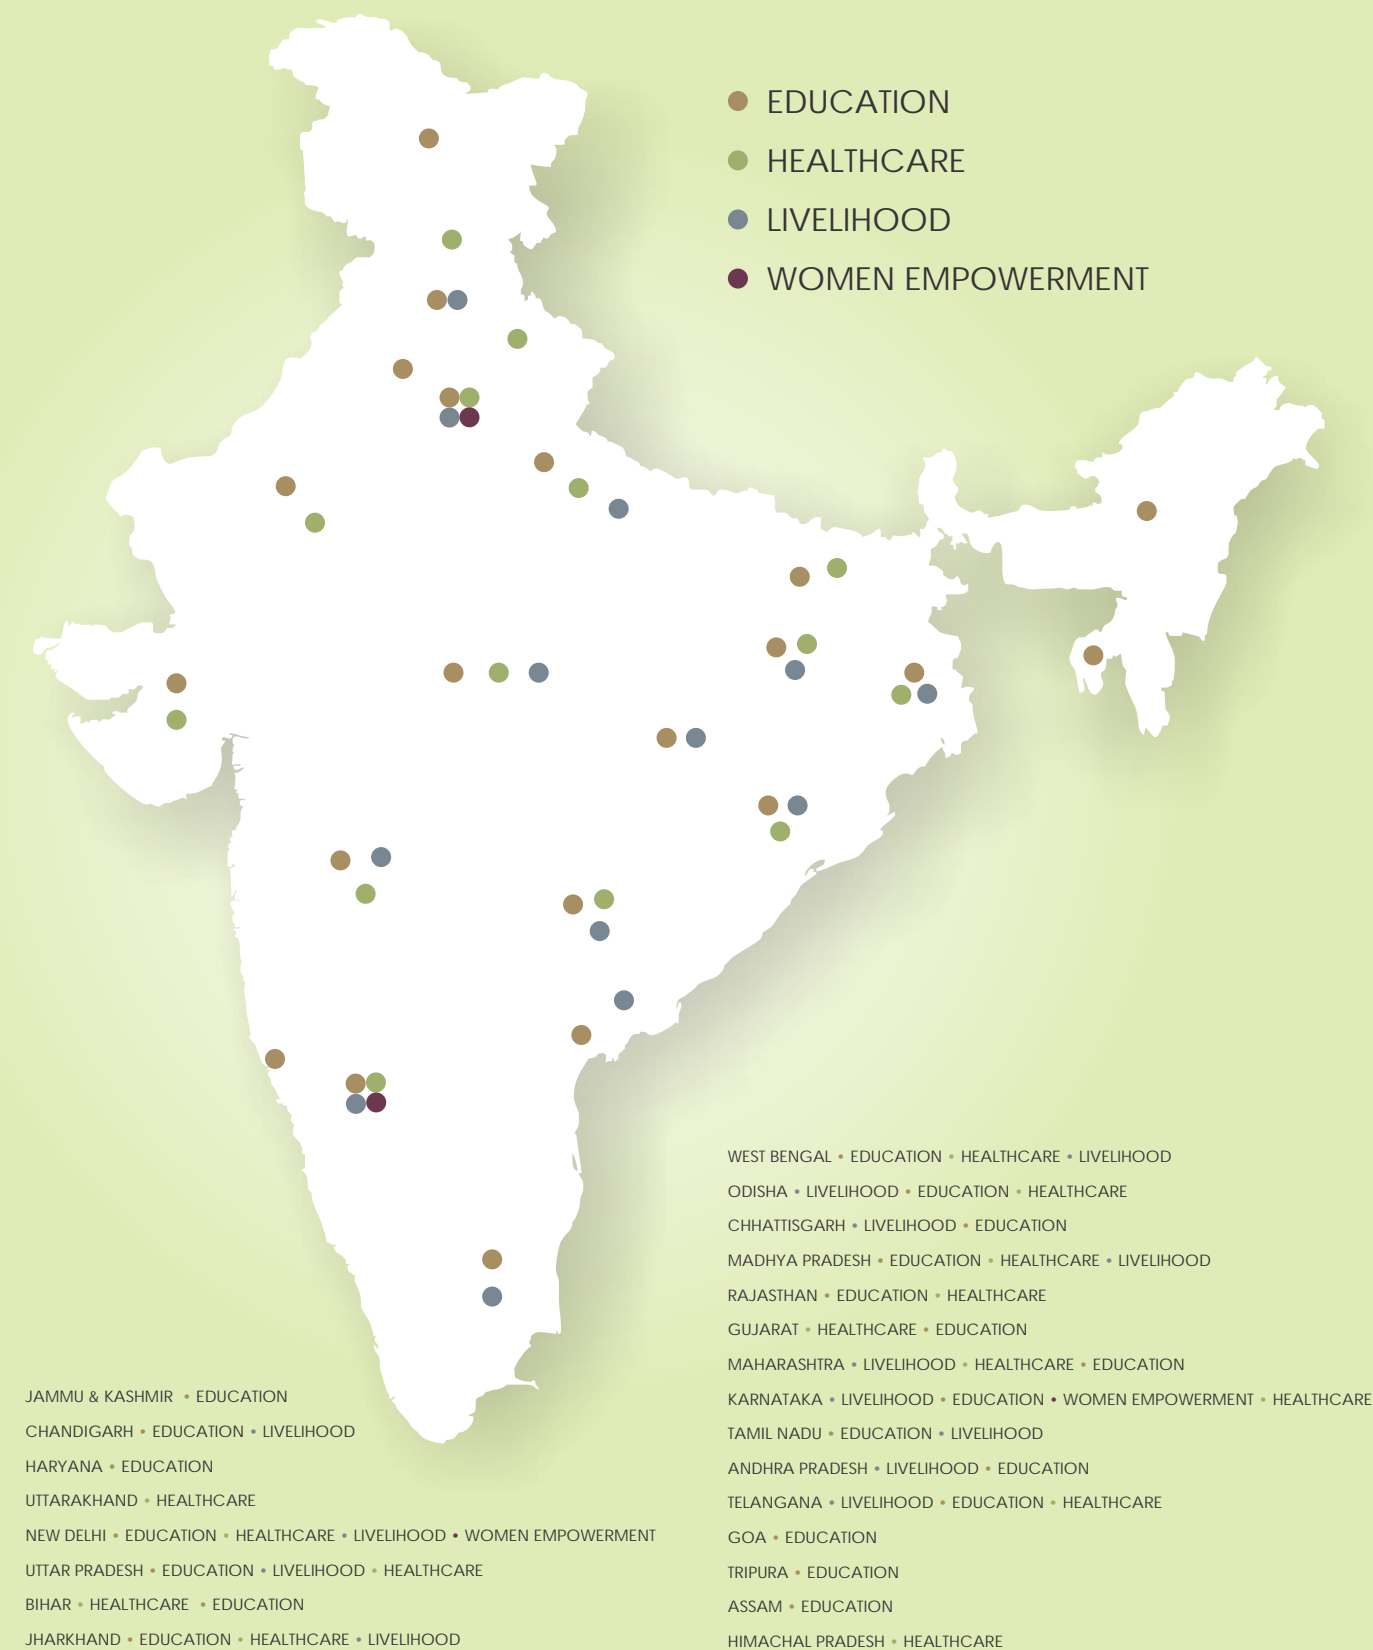 EDUCATION
HEALTHCARE
LIVELIHOOD
WOMEN EMPOWERMENT
JAMMU & KASHMIR • EDUCATION
CHANDIGARH • EDUCATION • LIVELIHOOD
HARYANA • EDUCATION
UTTARAKHAND • HEALTHCARE
NEW DELHI • EDUCATION • HEALTHCARE • LIVELIHOOD • WOMEN EMPOWERMENT
UTTAR PRADESH • EDUCATION • LIVELIHOOD • HEALTHCARE
BIHAR • HEALTHCARE • EDUCATION
JHARKHAND • EDUCATION • HEALTHCARE • LIVELIHOOD
WEST BENGAL • EDUCATION • HEALTHCARE • LIVELIHOOD
ODISHA • LIVELIHOOD • EDUCATION • HEALTHCARE
CHHATTISGARH • LIVELIHOOD • EDUCATION
MADHYA PRADESH • EDUCATION • HEALTHCARE • LIVELIHOOD
RAJASTHAN • EDUCATION • HEALTHCARE
GUJARAT • HEALTHCARE • EDUCATION
MAHARASHTRA • LIVELIHOOD • HEALTHCARE • EDUCATION
KARNATAKA • LIVELIHOOD • EDUCATION • WOMEN EMPOWERMENT • HEALTHCARE
TAMIL NADU • EDUCATION • LIVELIHOOD
ANDHRA PRADESH • LIVELIHOOD • EDUCATION
TELANGANA • LIVELIHOOD • EDUCATION • HEALTHCARE
GOA • EDUCATION
TRIPURA • EDUCATION
ASSAM • EDUCATION
HIMACHAL PRADESH • HEALTHCARE